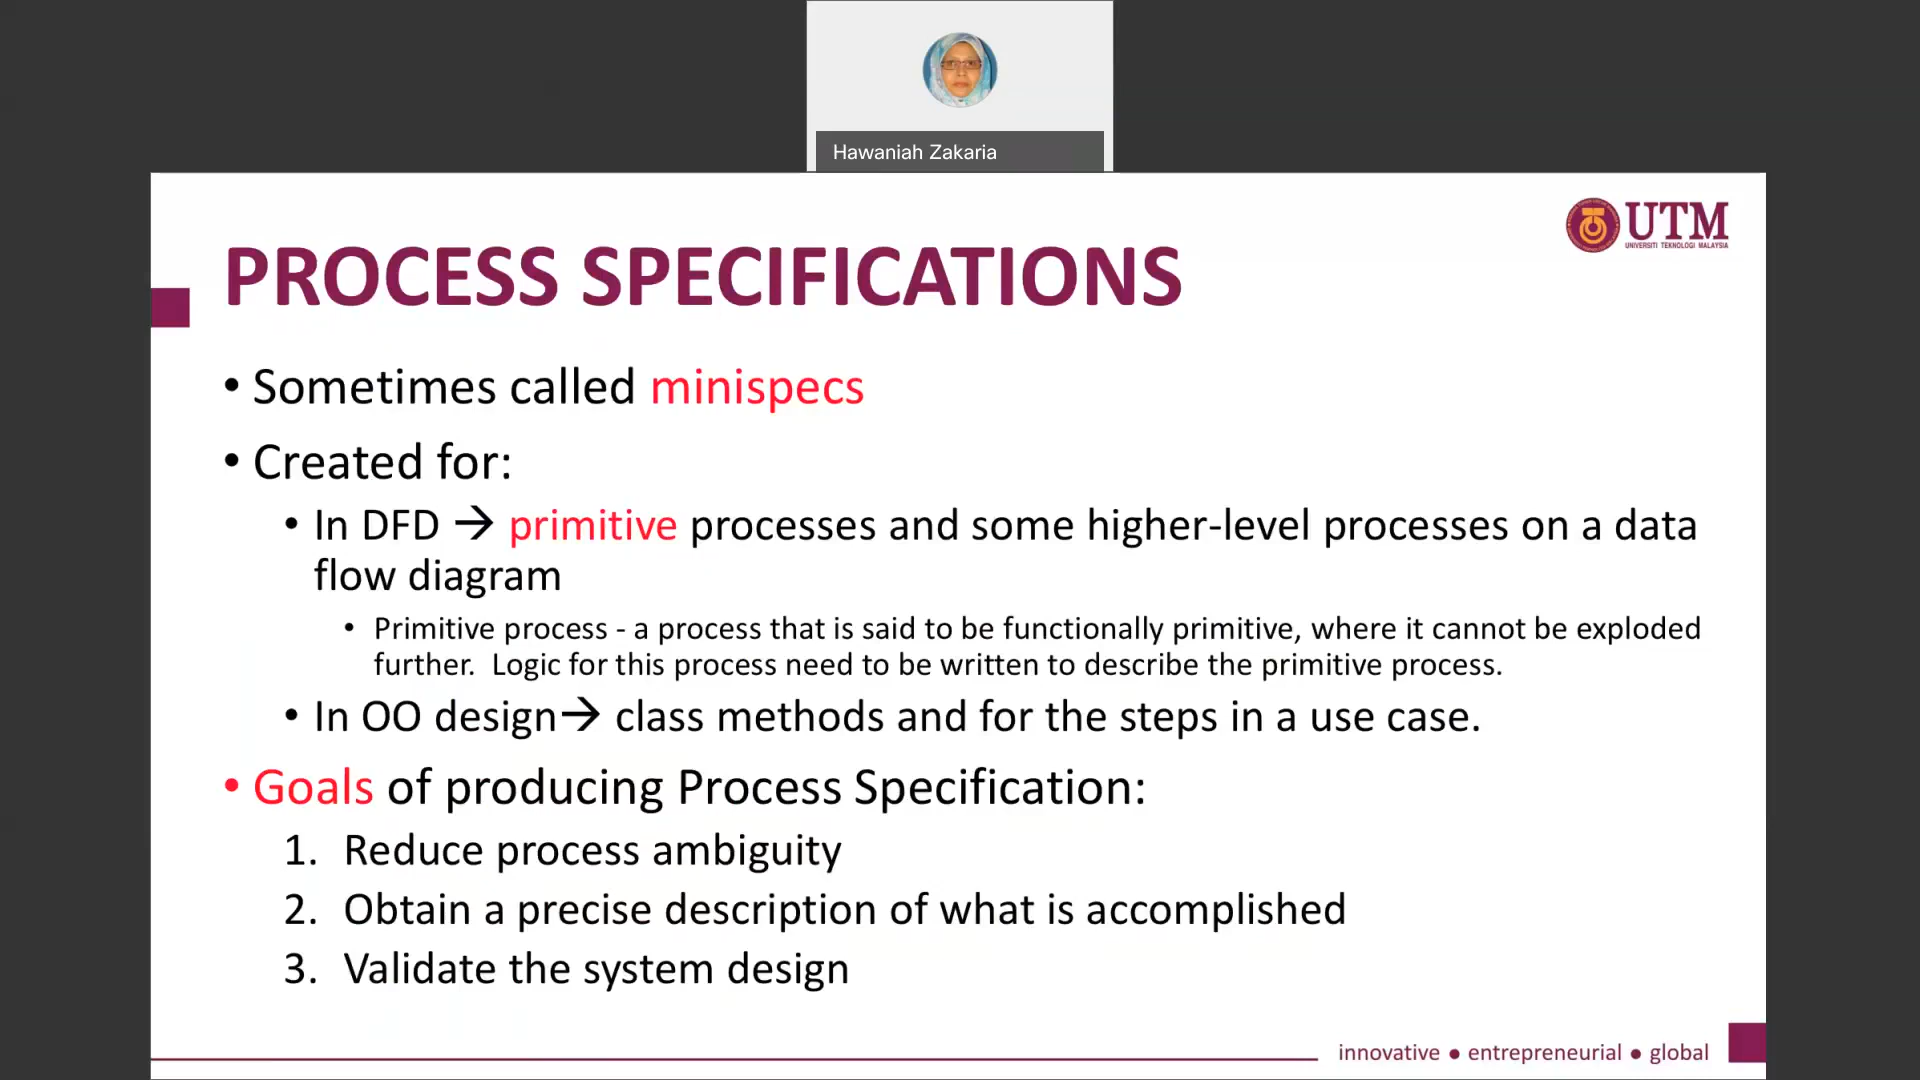 Hawaniah Zakaria
UTM
UNIVERSITI TEKNOLOGI MALAYSIA
PROCESS SPECIFICATIONS
• Sometimes called minispecs
• Created for:
• In DFD → primitive processes and some higher-level processes on a data
flow diagram
• Primitive process - a process that is said to be functionally primitive, where it cannot be exploded
further. Logic for this process need to be written to describe the primitive process.
• In OO design→ class methods and for the steps in a use case.
• Goals of producing Process Specification:
1. Reduce process ambiguity
2. Obtain a precise description of what is accomplished
3. Validate the system design
innovative ● entrepreneurial ● global